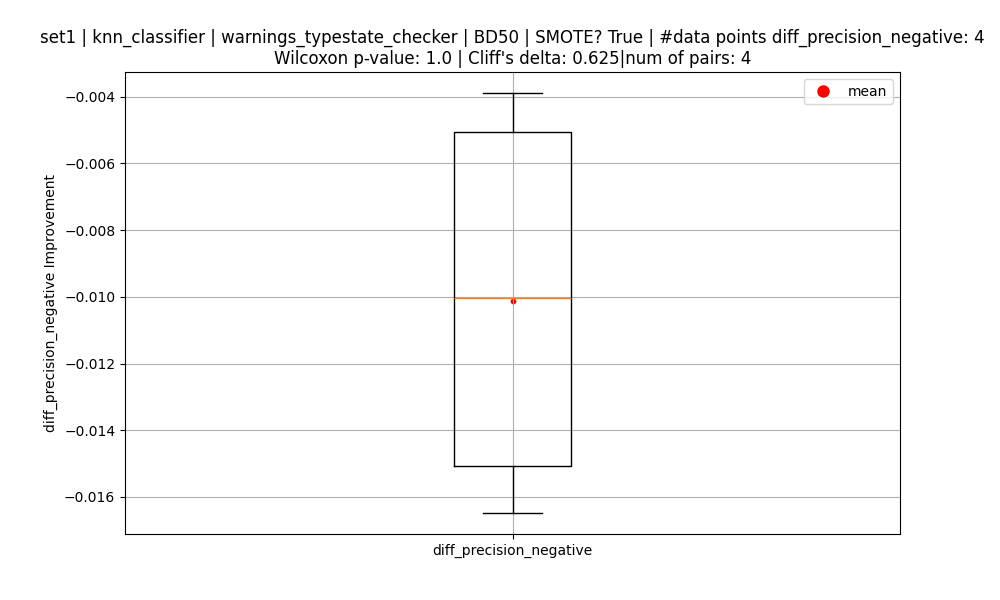 set1 | knn_classifier | warnings_typestate_checker | BD50 | SMOTE? True | #data points diff_precision_negative: 4
Wilcoxon p-value: 1.0 | Cliff's delta: 0.625|num of pairs: 4
mean
−0.004
−0.006
−0.008
−0.010
−0.012
−0.014
−0.016
diff_precision_negative Improvement
diff_precision_negative